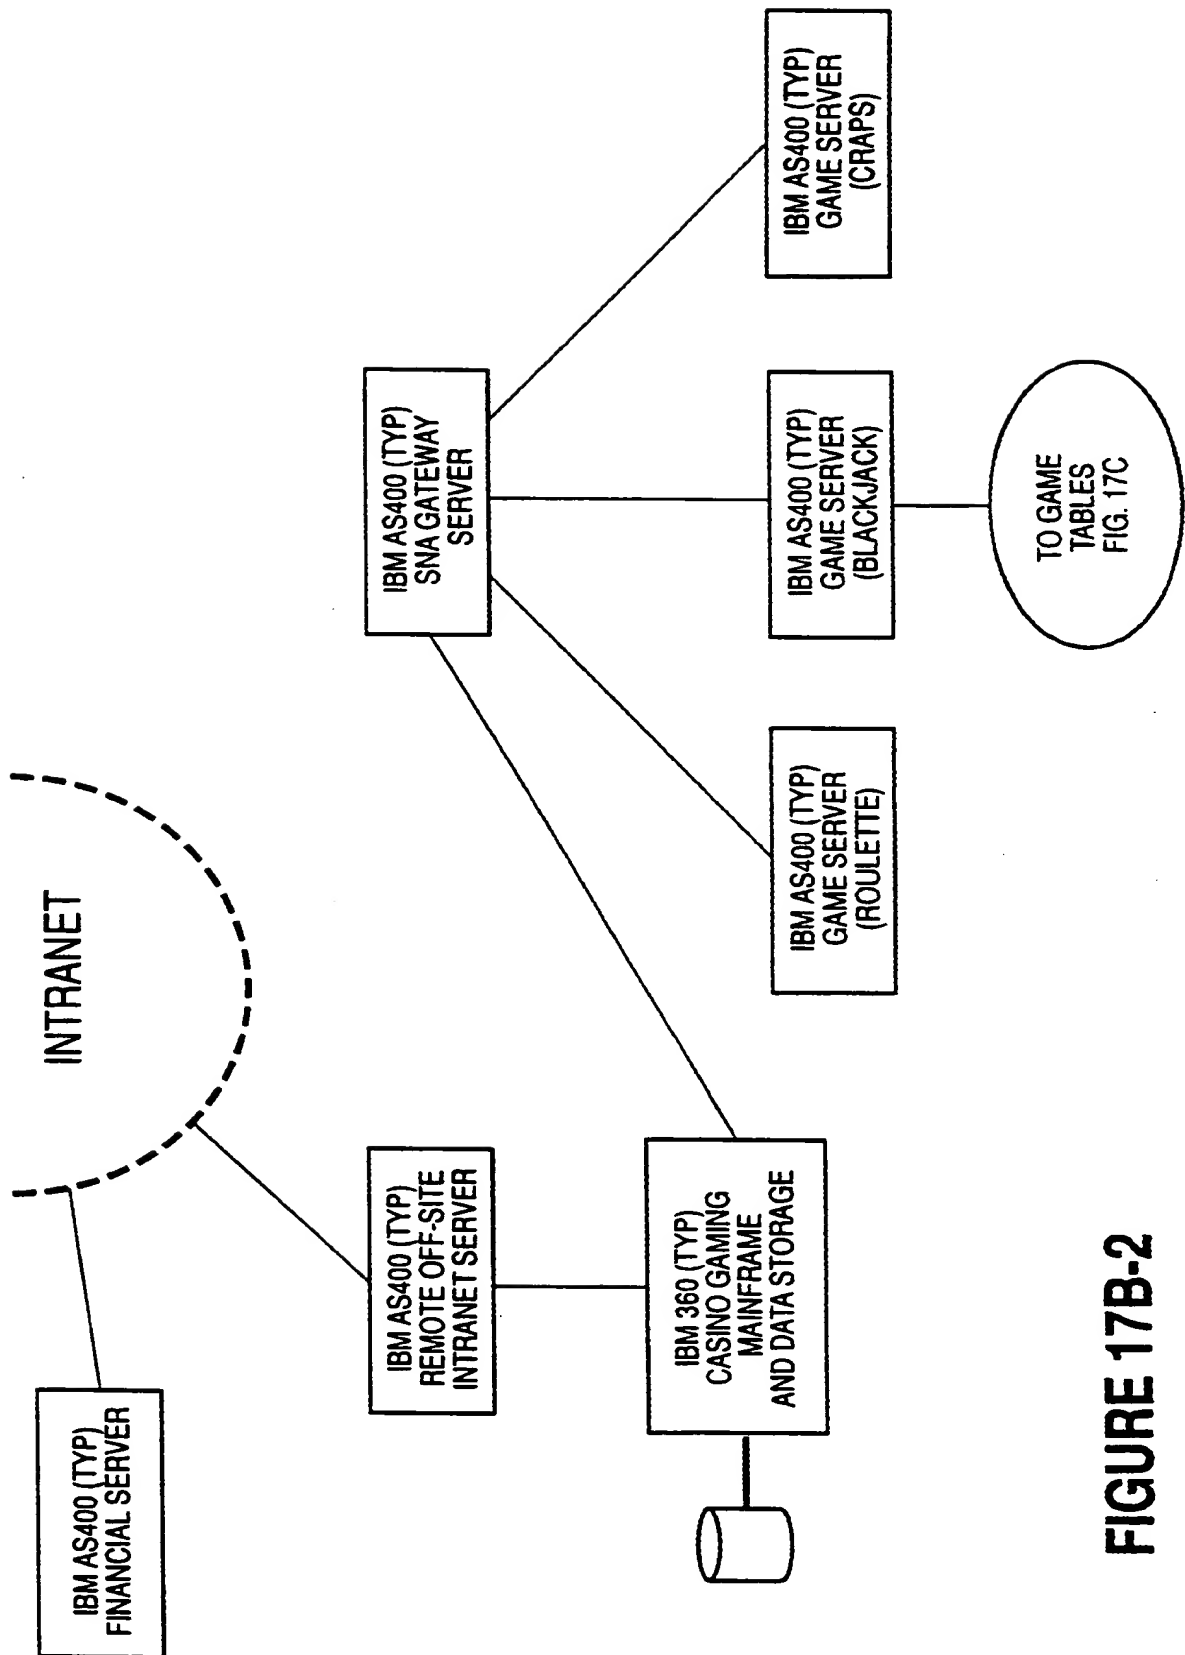 INTRANET
IBM AS400 (TYP)
FINANCIAL SERVER
IBM AS400 (TYP)
REMOTE OFF-SITE
INTRANET SERVER
IBM AS400 (TYP)
SNA GATEWAY
SERVER
IBM 360 (TYP)
CASINO GAMING
MAINFRAME
AND DATA STORAGE
IBM AS400 (TYP)
GAME SERVER
(ROULETTE)
IBM AS400 (TYP)
GAME SERVER
(BLACKJACK)
IBM AS400 (TYP)
GAME SERVER
(CRAPS)
TO GAME
TABLES
FIG. 17C
FIGURE 17B-2